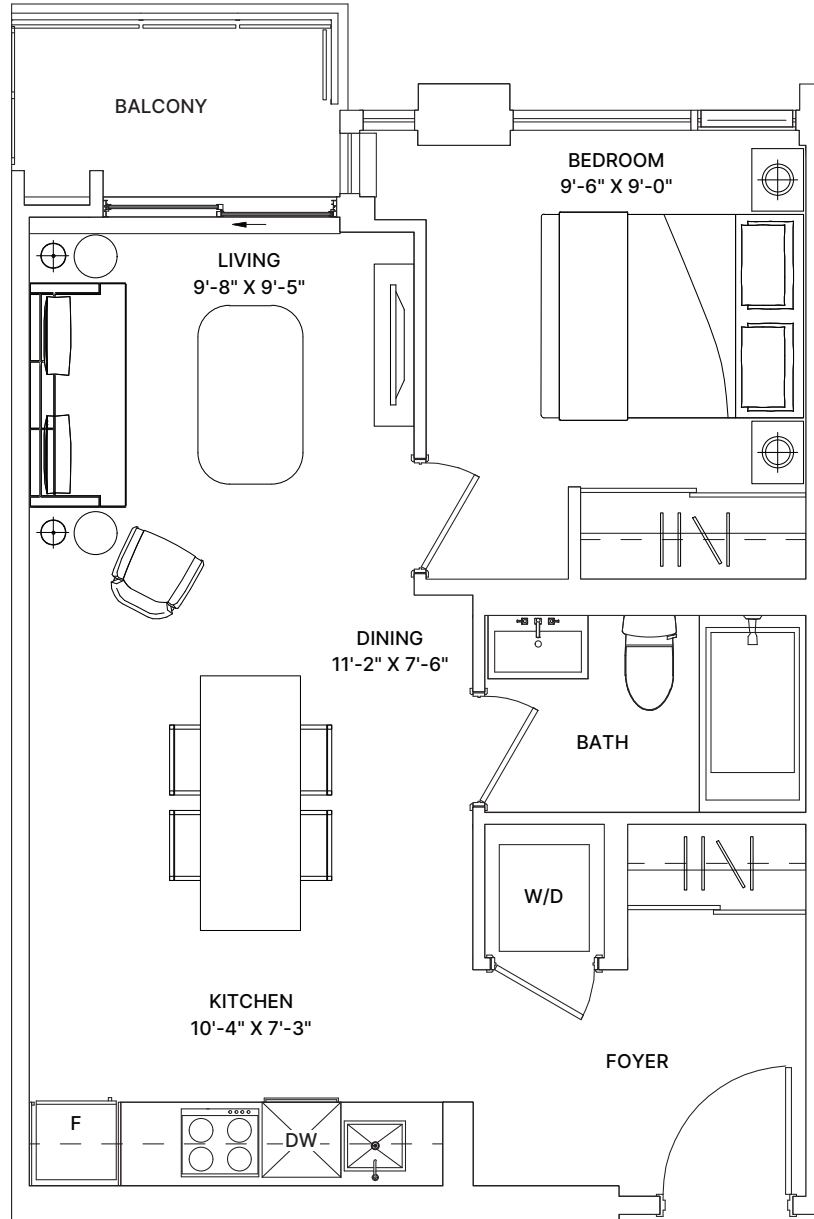 BALCONY
BEDROOM
9'-6" X 9'-0"
LIVING
9'-8" X 9'-5"
DINING
11'-2" X 7'-6"
BATH
W/D
KITCHEN
10'-4" X 7'-3"
FOYER
F
DW